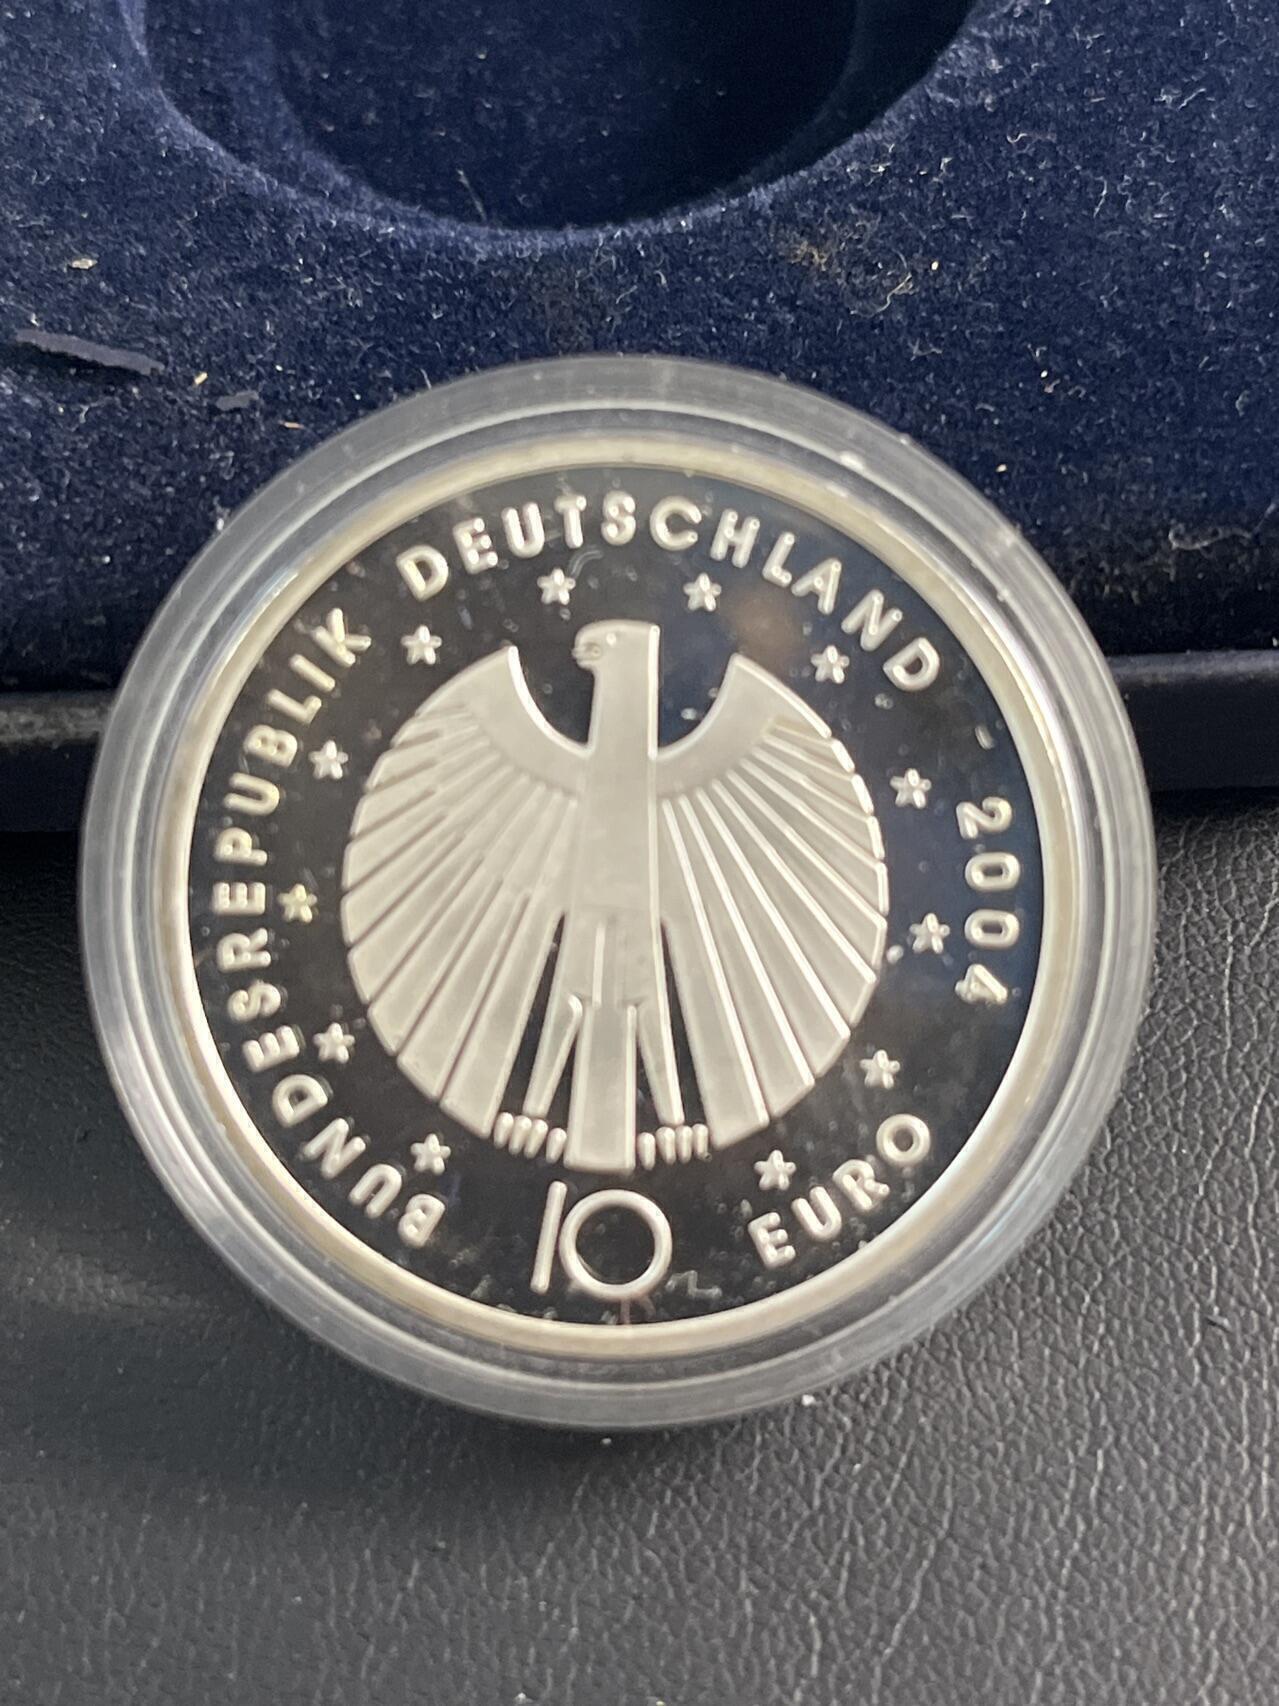 BUNDESREPUBLIK DEUTSCHLAND
2004
10 EURO